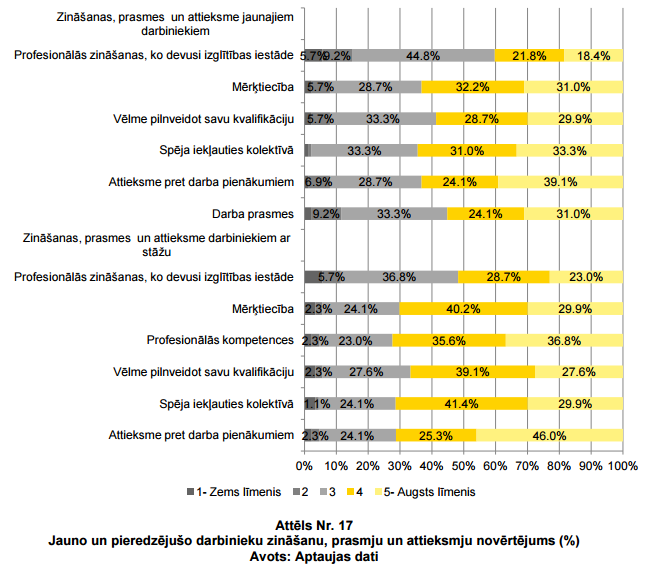 Zināšanas, prasmes un attieksme jaunajiem
darbiniekiem
Profesionālās zināšanas, ko devusi izglītības iestāde 5.7% 9.2% 44.8% 21.8% 18.4%
Mērķtiecība 5.7% 28.7% 32.2% 31.0%
Vēlme pilnveidot savu kvalifikāciju 5.7% 33.3% 28.7% 29.9%
Spēja iekļauties kolektīvā 33.3% 31.0% 33.3%
Attieksme pret darba pienākumiem 6.9% 28.7% 24.1% 39.1%
Darba prasmes 9.2% 33.3% 24.1% 31.0%
Zināšanas, prasmes un attieksme darbiniekiem ar
stāžu
Profesionālās zināšanas, ko devusi izglītības iestāde 5.7% 36.8% 28.7% 23.0%
Mērķtiecība 2.3% 24.1% 40.2% 29.9%
Profesionālās kompetences 2.3% 23.0% 35.6% 36.8%
Vēlme pilnveidot savu kvalifikāciju 2.3% 27.6% 39.1% 27.6%
Spēja iekļauties kolektīvā 1.1% 24.1% 41.4% 29.9%
Attieksme pret darba pienākumiem 2.3% 24.1% 25.3% 46.0%
0% 10% 20% 30% 40% 50% 60% 70% 80% 90% 100%
1- Zems līmenis 2 3 4 5- Augsts līmenis
Attēls Nr. 17
Jauno un pieredzējušo darbinieku zināšanu, prasmju un attieksmju novērtējums (%)
Avots: Aptaujas dati